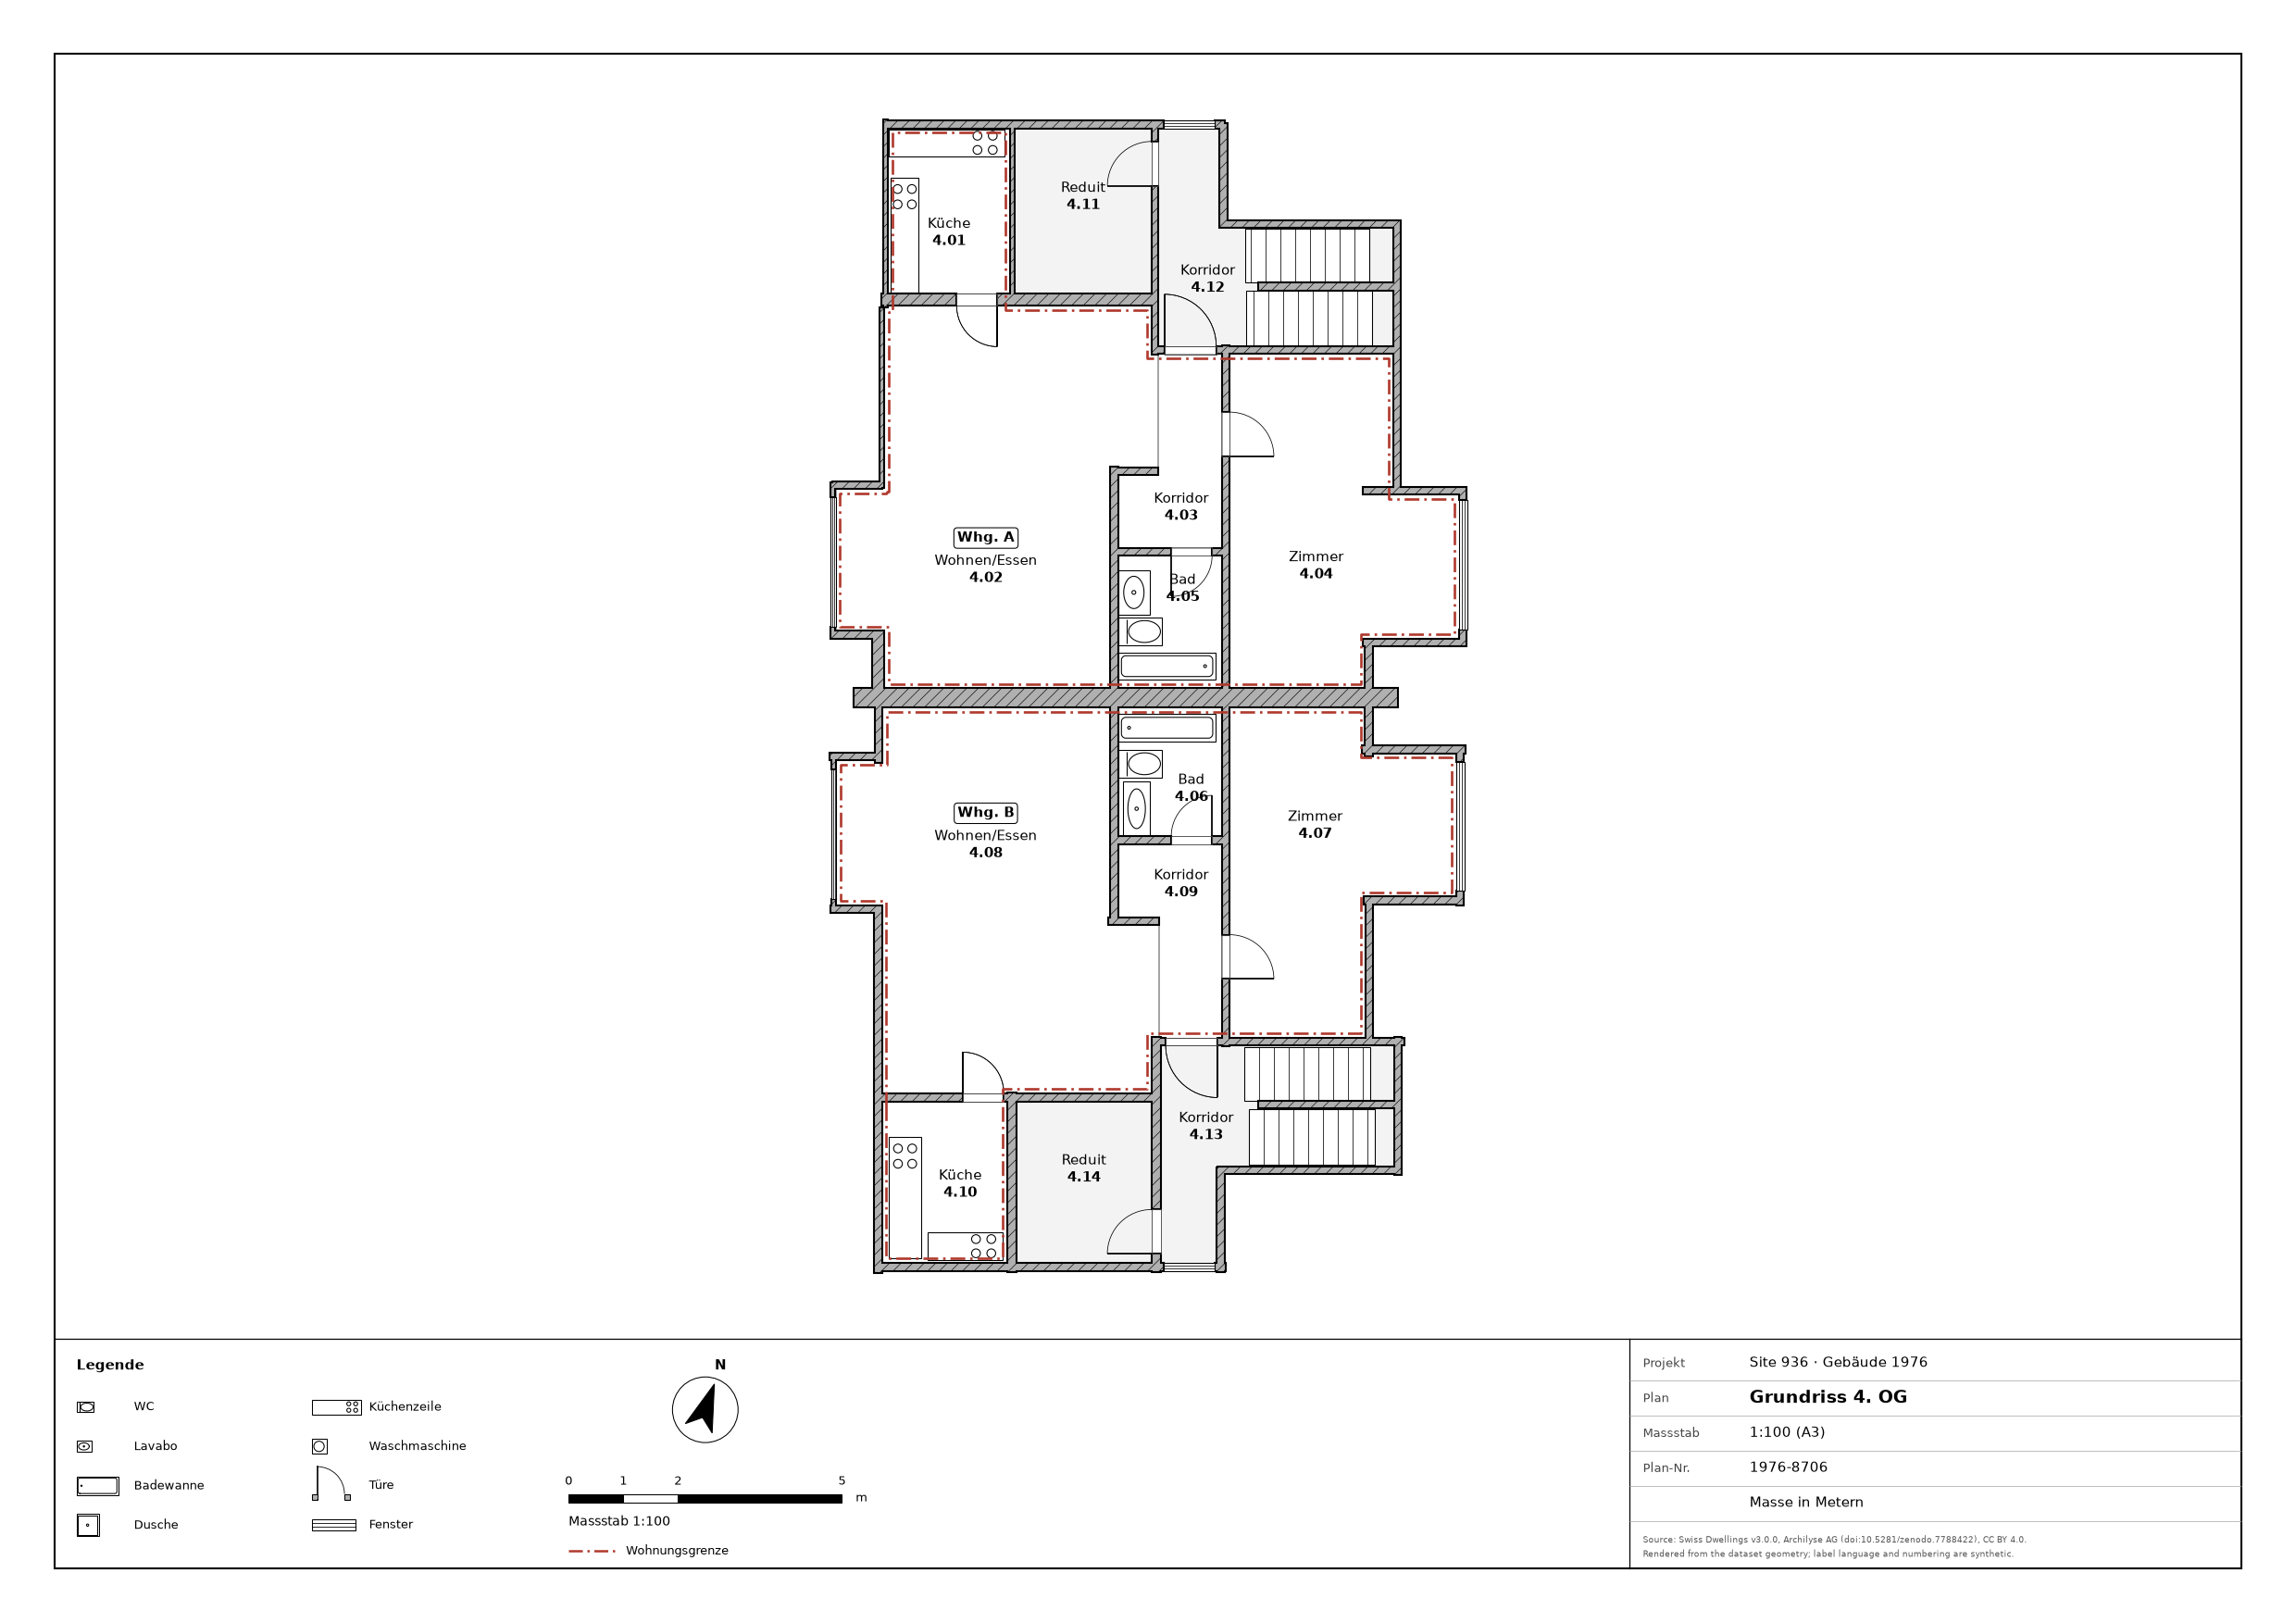 Reduit
4.11
Küche
4.01
Korridor
4.12
Korridor
4.03
Whg. A
Wohnen/Essen
4.02
Zimmer
4.04
Bad
4.05
Bad
4.06
Whg. B
Wohnen/Essen
4.08
Zimmer
4.07
Korridor
4.09
Korridor
4.13
Reduit
4.14
Küche
4.10
Legende
WC
Lavabo
Badewanne
Dusche
Küchenzeile
Waschmaschine
Türe
Fenster
N
0 1 2 5
m
Massstab 1:100
Wohnungsgrenze
Projekt Site 936 · Gebäude 1976
Plan Grundriss 4. OG
Massstab 1:100 (A3)
Plan-Nr. 1976-8706
Masse in Metern
Source: Swiss Dwellings v3.0.0, Archilyse AG (doi:10.5281/zenodo.7788422), CC BY 4.0.
Rendered from the dataset geometry; label language and numbering are synthetic.